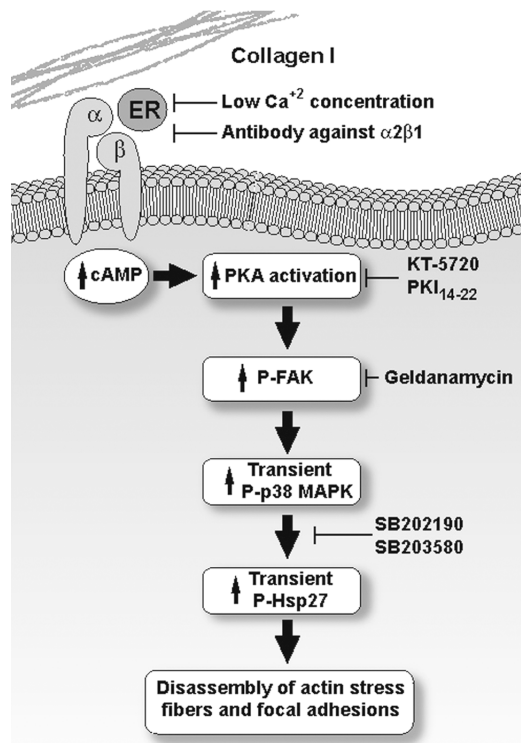 Collagen I
α
ER
Low Ca+2 concentration
β
Antibody against α2β1
cAMP
PKA activation
KT-5720
PKI14-22
P-FAK
Geldanamycin
Transient
P-p38 MAPK
SB202190
SB203580
Transient
P-Hsp27
Disassembly of actin stress
fibers and focal adhesions